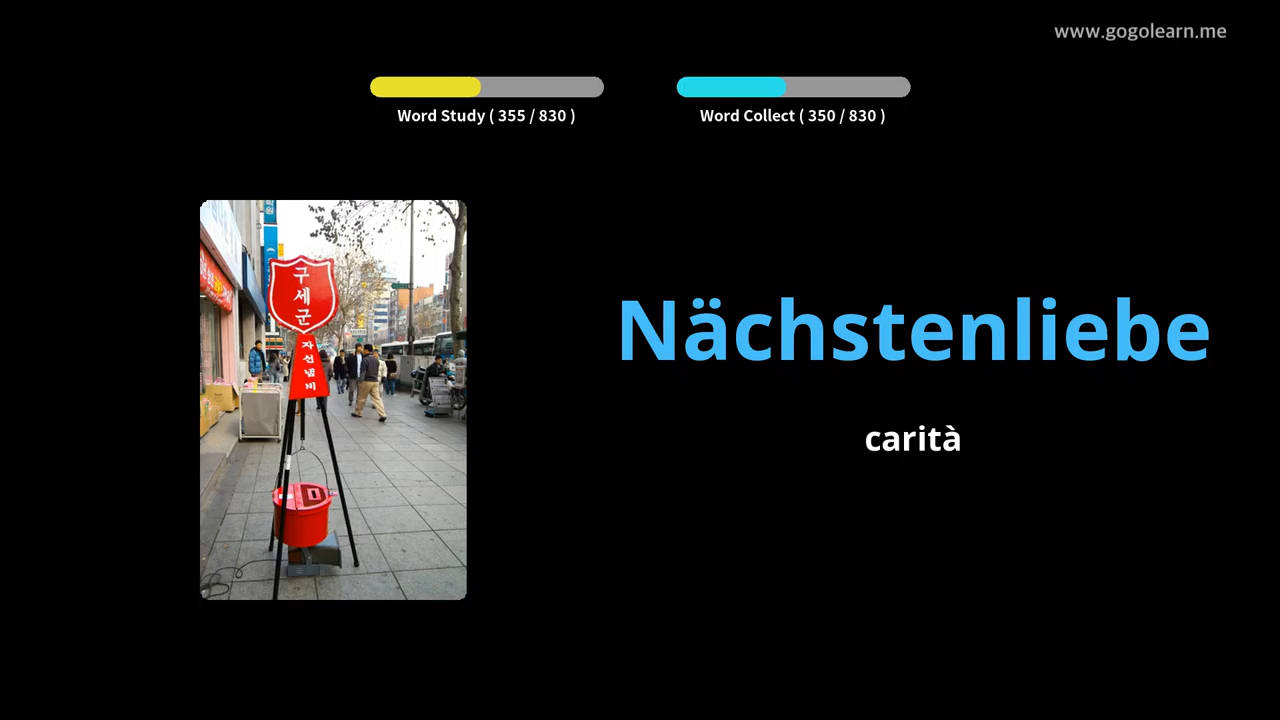 www.gogolearn.me
Word Study ( 355 / 830 )
Word Collect ( 350 / 830 )
구세군
자선냄비
Nächstenliebe
carità